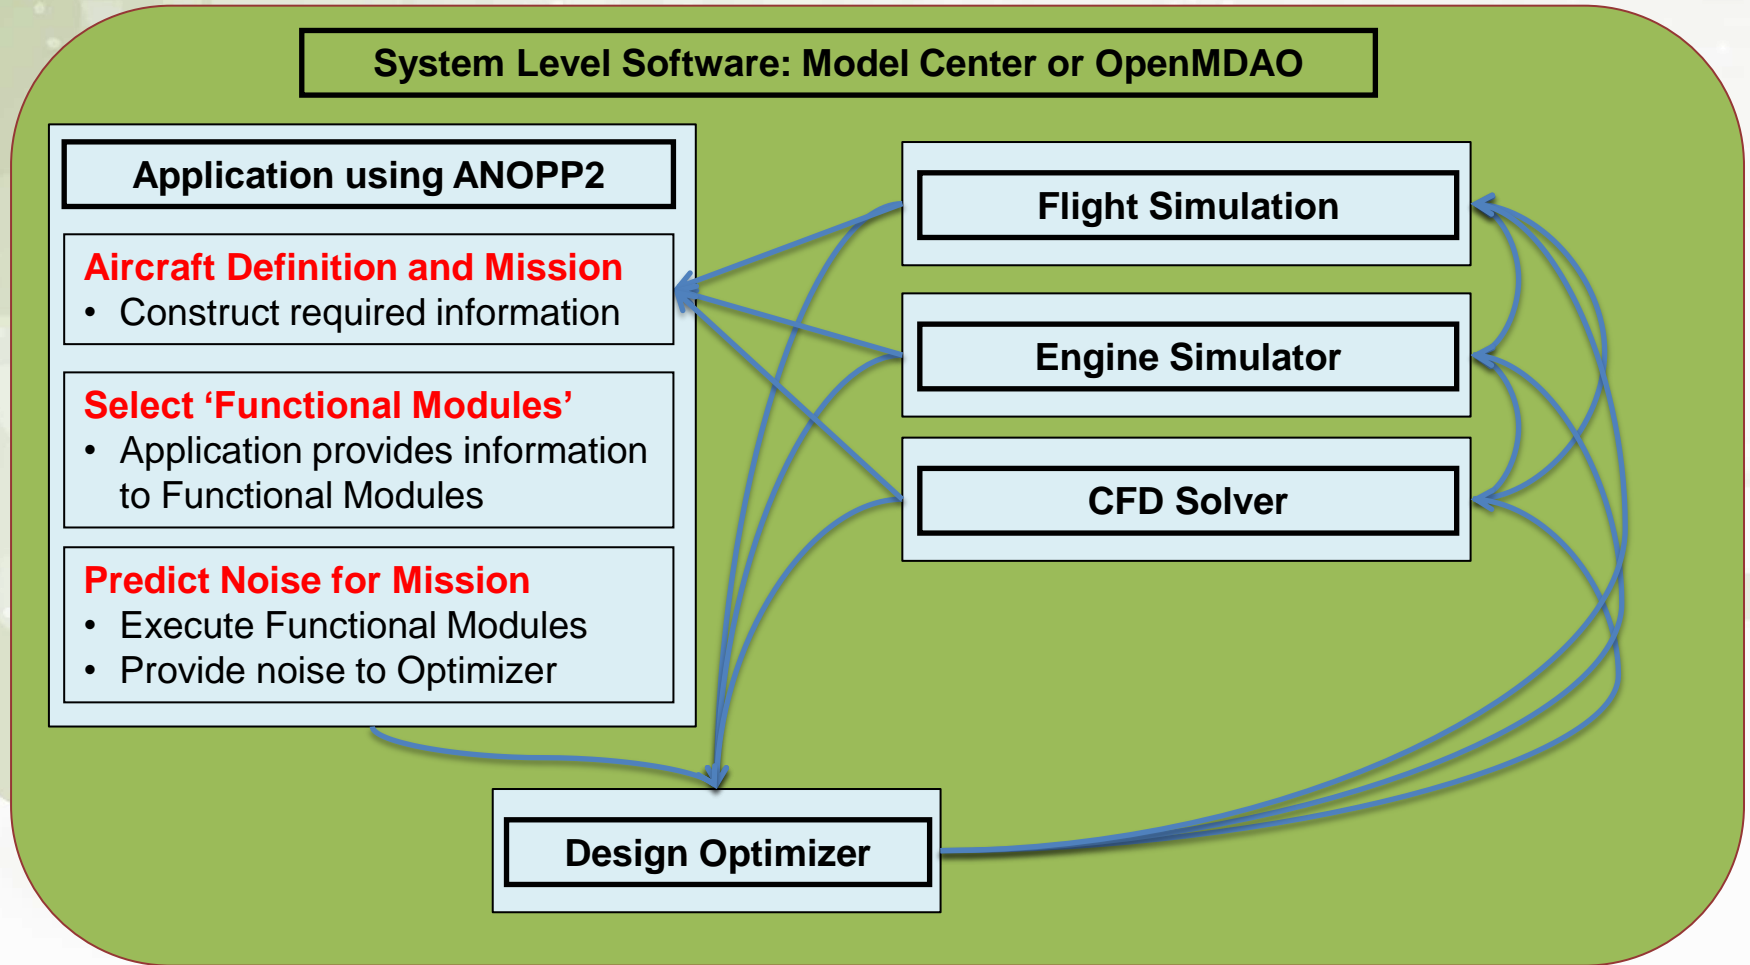 System Level Software: Model Center or OpenMDAO
Application using ANOPP2
Aircraft Definition and Mission
• Construct required information
Select ‘Functional Modules’
• Application provides information
to Functional Modules
Predict Noise for Mission
• Execute Functional Modules
• Provide noise to Optimizer
Flight Simulation
Engine Simulator
CFD Solver
Design Optimizer